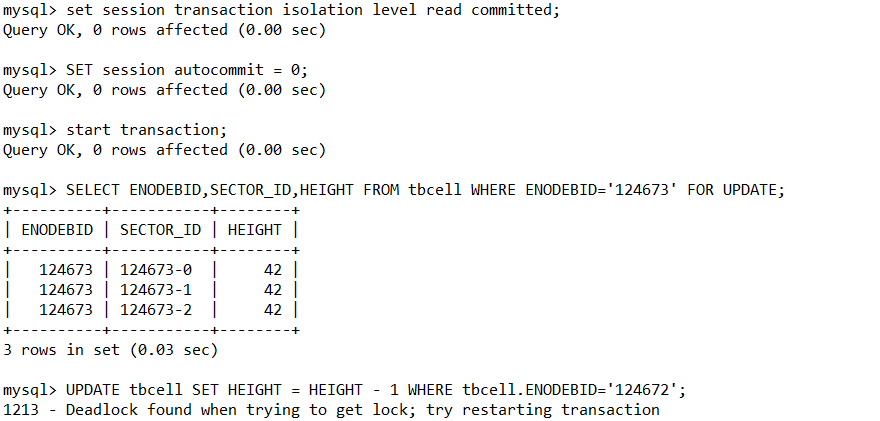 mysql> set session transaction isolation level read committed;
Query OK, 0 rows affected (0.00 sec)
mysql> SET session autocommit = 0;
Query OK, 0 rows affected (0.00 sec)
mysql> start transaction;
Query OK, 0 rows affected (0.00 sec)
mysql> SELECT ENODEBID,SECTOR_ID,HEIGHT FROM tbcell WHERE ENODEBID='124673' FOR UPDATE;
+----------+-----------+--------+
| ENODEBID | SECTOR_ID | HEIGHT |
+----------+-----------+--------+
|   124673 | 124673-0  |     42 |
|   124673 | 124673-1  |     42 |
|   124673 | 124673-2  |     42 |
+----------+-----------+--------+
3 rows in set (0.03 sec)
mysql> UPDATE tbcell SET HEIGHT = HEIGHT - 1 WHERE tbcell.ENODEBID='124672';
1213 - Deadlock found when trying to get lock; try restarting transaction